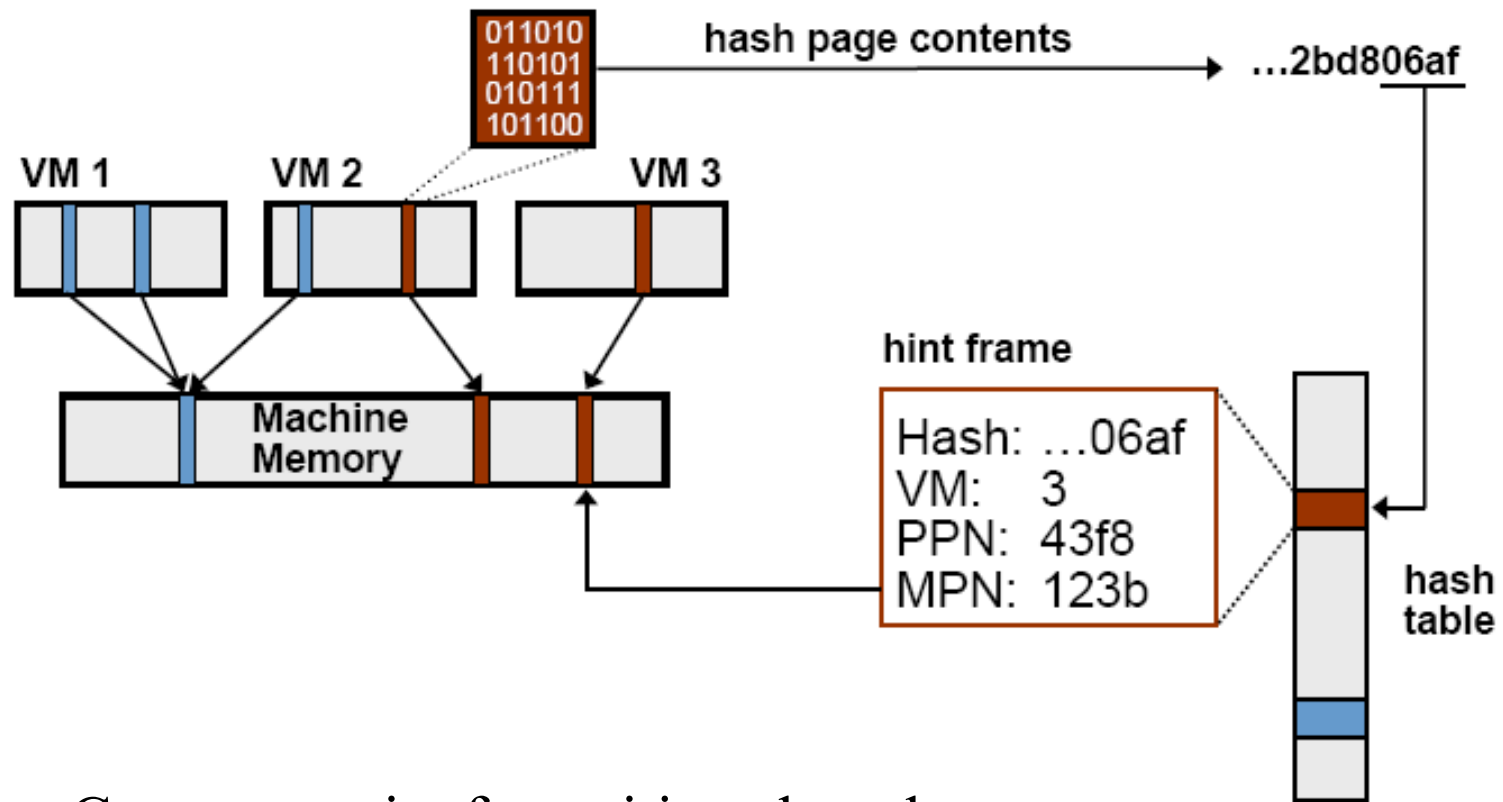 011010
110101
010111
101100
hash page contents
...2bd806af
VM 1
VM 2
VM 3
Machine
Memory
hint frame
Hash: ...06af
VM: 3
PPN: 43f8
MPN: 123b
hash
table